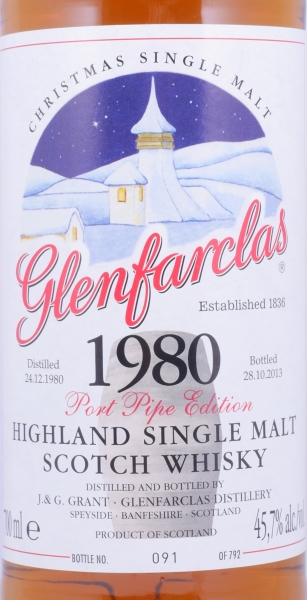 CHRISTMAS SINGLE MALT
Glenfarclas ®
Established 1836
Distilled
24.12.1980
1980
Bottled
28.10.2013
Port Pipe Edition
HIGHLAND SINGLE MALT
SCOTCH WHISKY
DISTILLED AND BOTTLED BY
J.& G. GRANT · GLENFARCLAS DISTILLERY
SPEYSIDE · BANFFSHIRE · SCOTLAND
700 ml e
PRODUCT OF SCOTLAND
45,7% alc./vol
BOTTLE NO. 091 OF 792